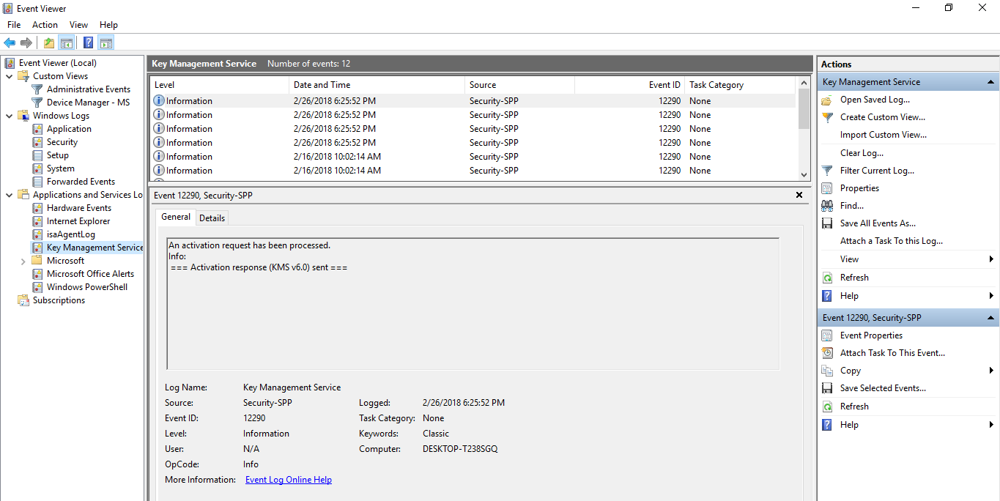 Event Viewer
File Action View Help
Event Viewer (Local)
Custom Views
Administrative Events
Device Manager - MS
Windows Logs
Application
Security
Setup
System
Forwarded Events
Applications and Services Lo
Hardware Events
Internet Explorer
isaAgentLog
Key Management Service
Microsoft
Microsoft Office Alerts
Windows PowerShell
Subscriptions
Key Management Service Number of events: 12
Level Date and Time Source Event ID Task Category
Information 2/26/2018 6:25:52 PM Security-SPP 12290 None
Information 2/26/2018 6:25:52 PM Security-SPP 12290 None
Information 2/26/2018 6:25:52 PM Security-SPP 12290 None
Information 2/26/2018 6:25:52 PM Security-SPP 12290 None
Information 2/16/2018 10:02:14 AM Security-SPP 12290 None
Information 2/16/2018 10:02:14 AM Security-SPP 12290 None
Event 12290, Security-SPP
General Details
An activation request has been processed.
Info:
=== Activation response (KMS v6.0) sent ===
Log Name: Key Management Service
Source: Security-SPP Logged: 2/26/2018 6:25:52 PM
Event ID: 12290 Task Category: None
Level: Information Keywords: Classic
User: N/A Computer: DESKTOP-T238SGQ
OpCode: Info
More Information: Event Log Online Help
Actions
Key Management Service
Open Saved Log...
Create Custom View...
Import Custom View...
Clear Log...
Filter Current Log...
Properties
Find...
Save All Events As...
Attach a Task To this Log...
View
Refresh
Help
Event 12290, Security-SPP
Event Properties
Attach Task To This Event...
Copy
Save Selected Events...
Refresh
Help